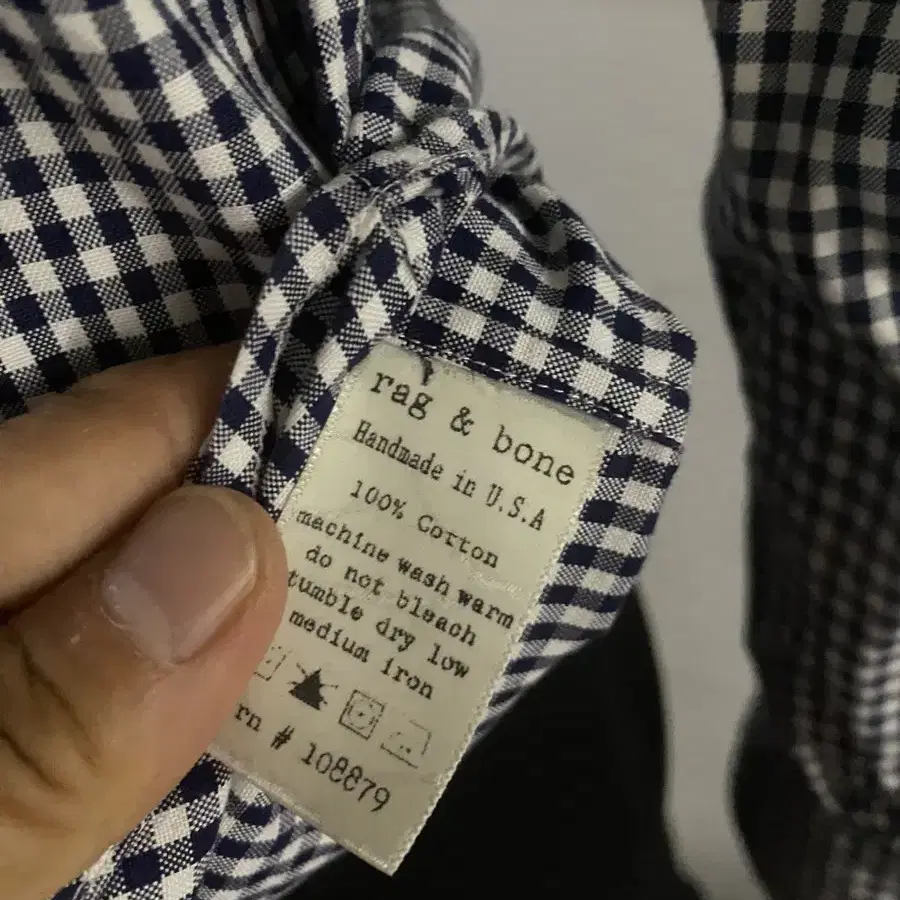 rag & bone
Handmade in U.S.A
100% Cotton
machine wash warm
do not bleach
tumble dry low
medium iron
rn # 108879